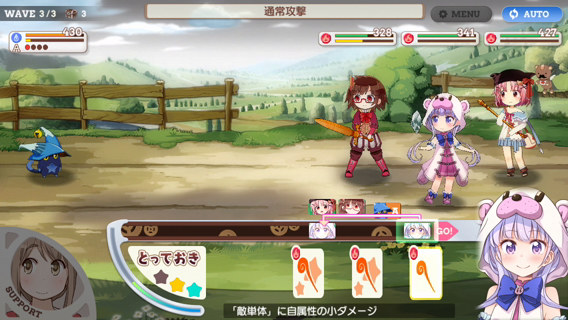 WAVE 3/3 3
通常攻撃
MENU
AUTO
430
A
328
341
427
GO!
とっておき
SUPPORT
「敵単体」に自属性の小ダメージ